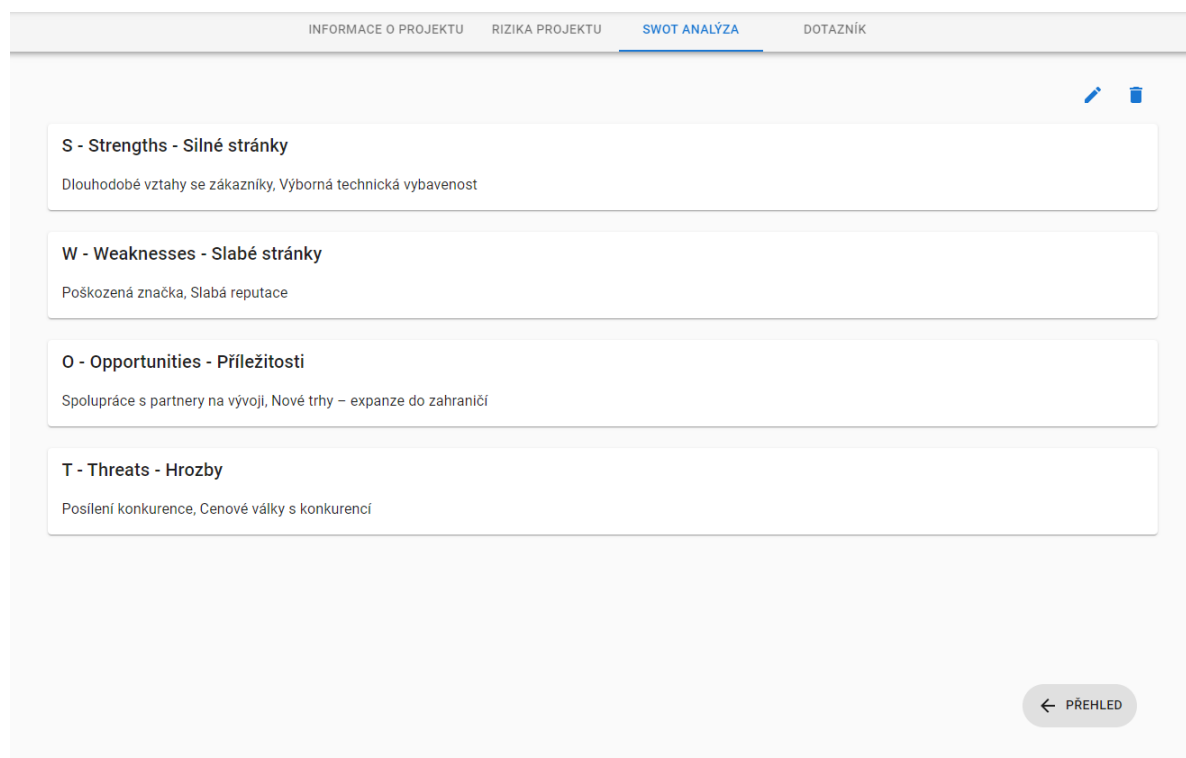 INFORMACE O PROJEKTU RIZIKA PROJEKTU SWOT ANALÝZA DOTAZNÍK
S - Strengths - Silné stránky
Dlouhodobé vztahy se zákazníky, Výborná technická vybavenost
W - Weaknesses - Slabé stránky
Poškozená značka, Slabá reputace
O - Opportunities - Příležitosti
Spolupráce s partnery na vývoji, Nové trhy – expanze do zahraničí
T - Threats - Hrozby
Posílení konkurence, Cenové války s konkurencí
PŘEHLED